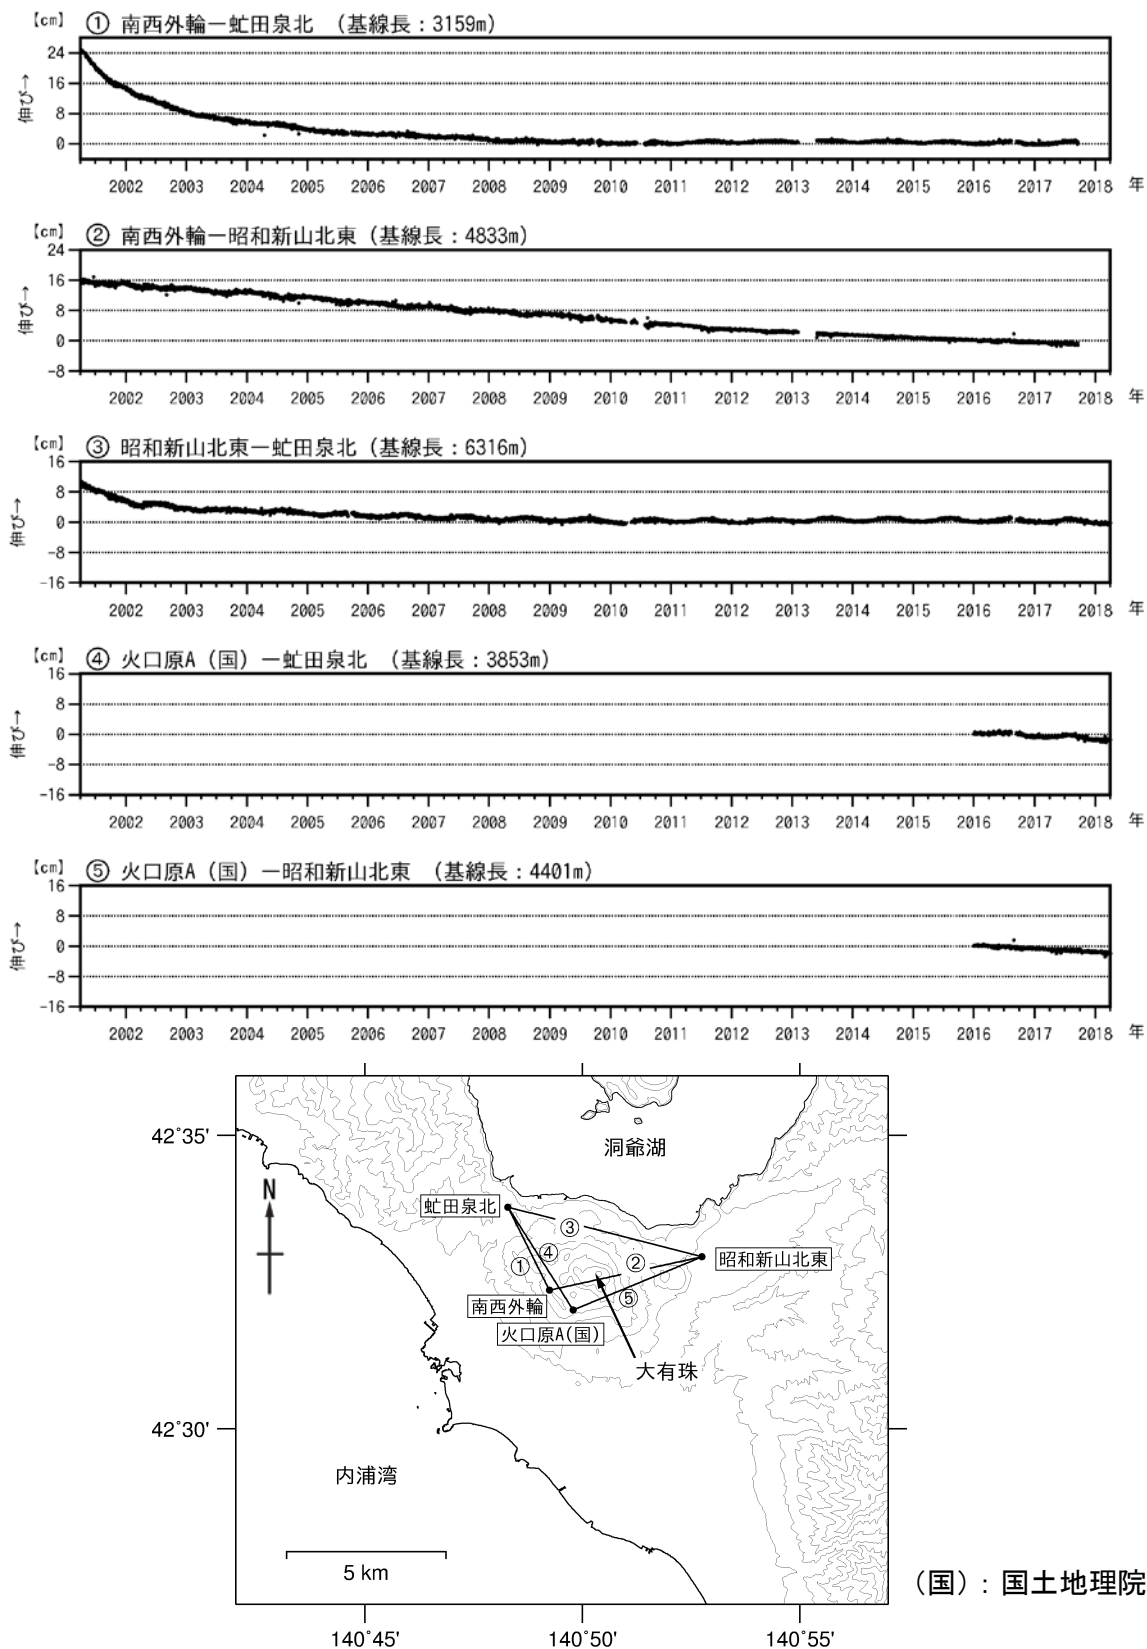 【cm】 ① 南西外輪ー虻田泉北 （基線長：3159m）
24
16
8
0
伸び→
2002 2003 2004 2005 2006 2007 2008 2009 2010 2011 2012 2013 2014 2015 2016 2017 2018 年
【cm】 ② 南西外輪ー昭和新山北東（基線長：4833m）
24
16
8
0
-8
伸び→
2002 2003 2004 2005 2006 2007 2008 2009 2010 2011 2012 2013 2014 2015 2016 2017 2018 年
【cm】 ③ 昭和新山北東ー虻田泉北（基線長：6316m）
16
8
0
-8
-16
伸び→
2002 2003 2004 2005 2006 2007 2008 2009 2010 2011 2012 2013 2014 2015 2016 2017 2018 年
【cm】 ④ 火口原A（国）ー虻田泉北 （基線長：3853m）
16
8
0
-8
-16
伸び→
2002 2003 2004 2005 2006 2007 2008 2009 2010 2011 2012 2013 2014 2015 2016 2017 2018 年
【cm】 ⑤ 火口原A（国）ー昭和新山北東 （基線長：4401m）
16
8
0
-8
-16
伸び→
2002 2003 2004 2005 2006 2007 2008 2009 2010 2011 2012 2013 2014 2015 2016 2017 2018 年
42˚35'
洞爺湖
N
虻田泉北
③
④
①
②
昭和新山北東
南西外輪
⑤
火口原A(国)
大有珠
42˚30'
内浦湾
5 km
（国）：国土地理院
140˚45' 140˚50' 140˚55'